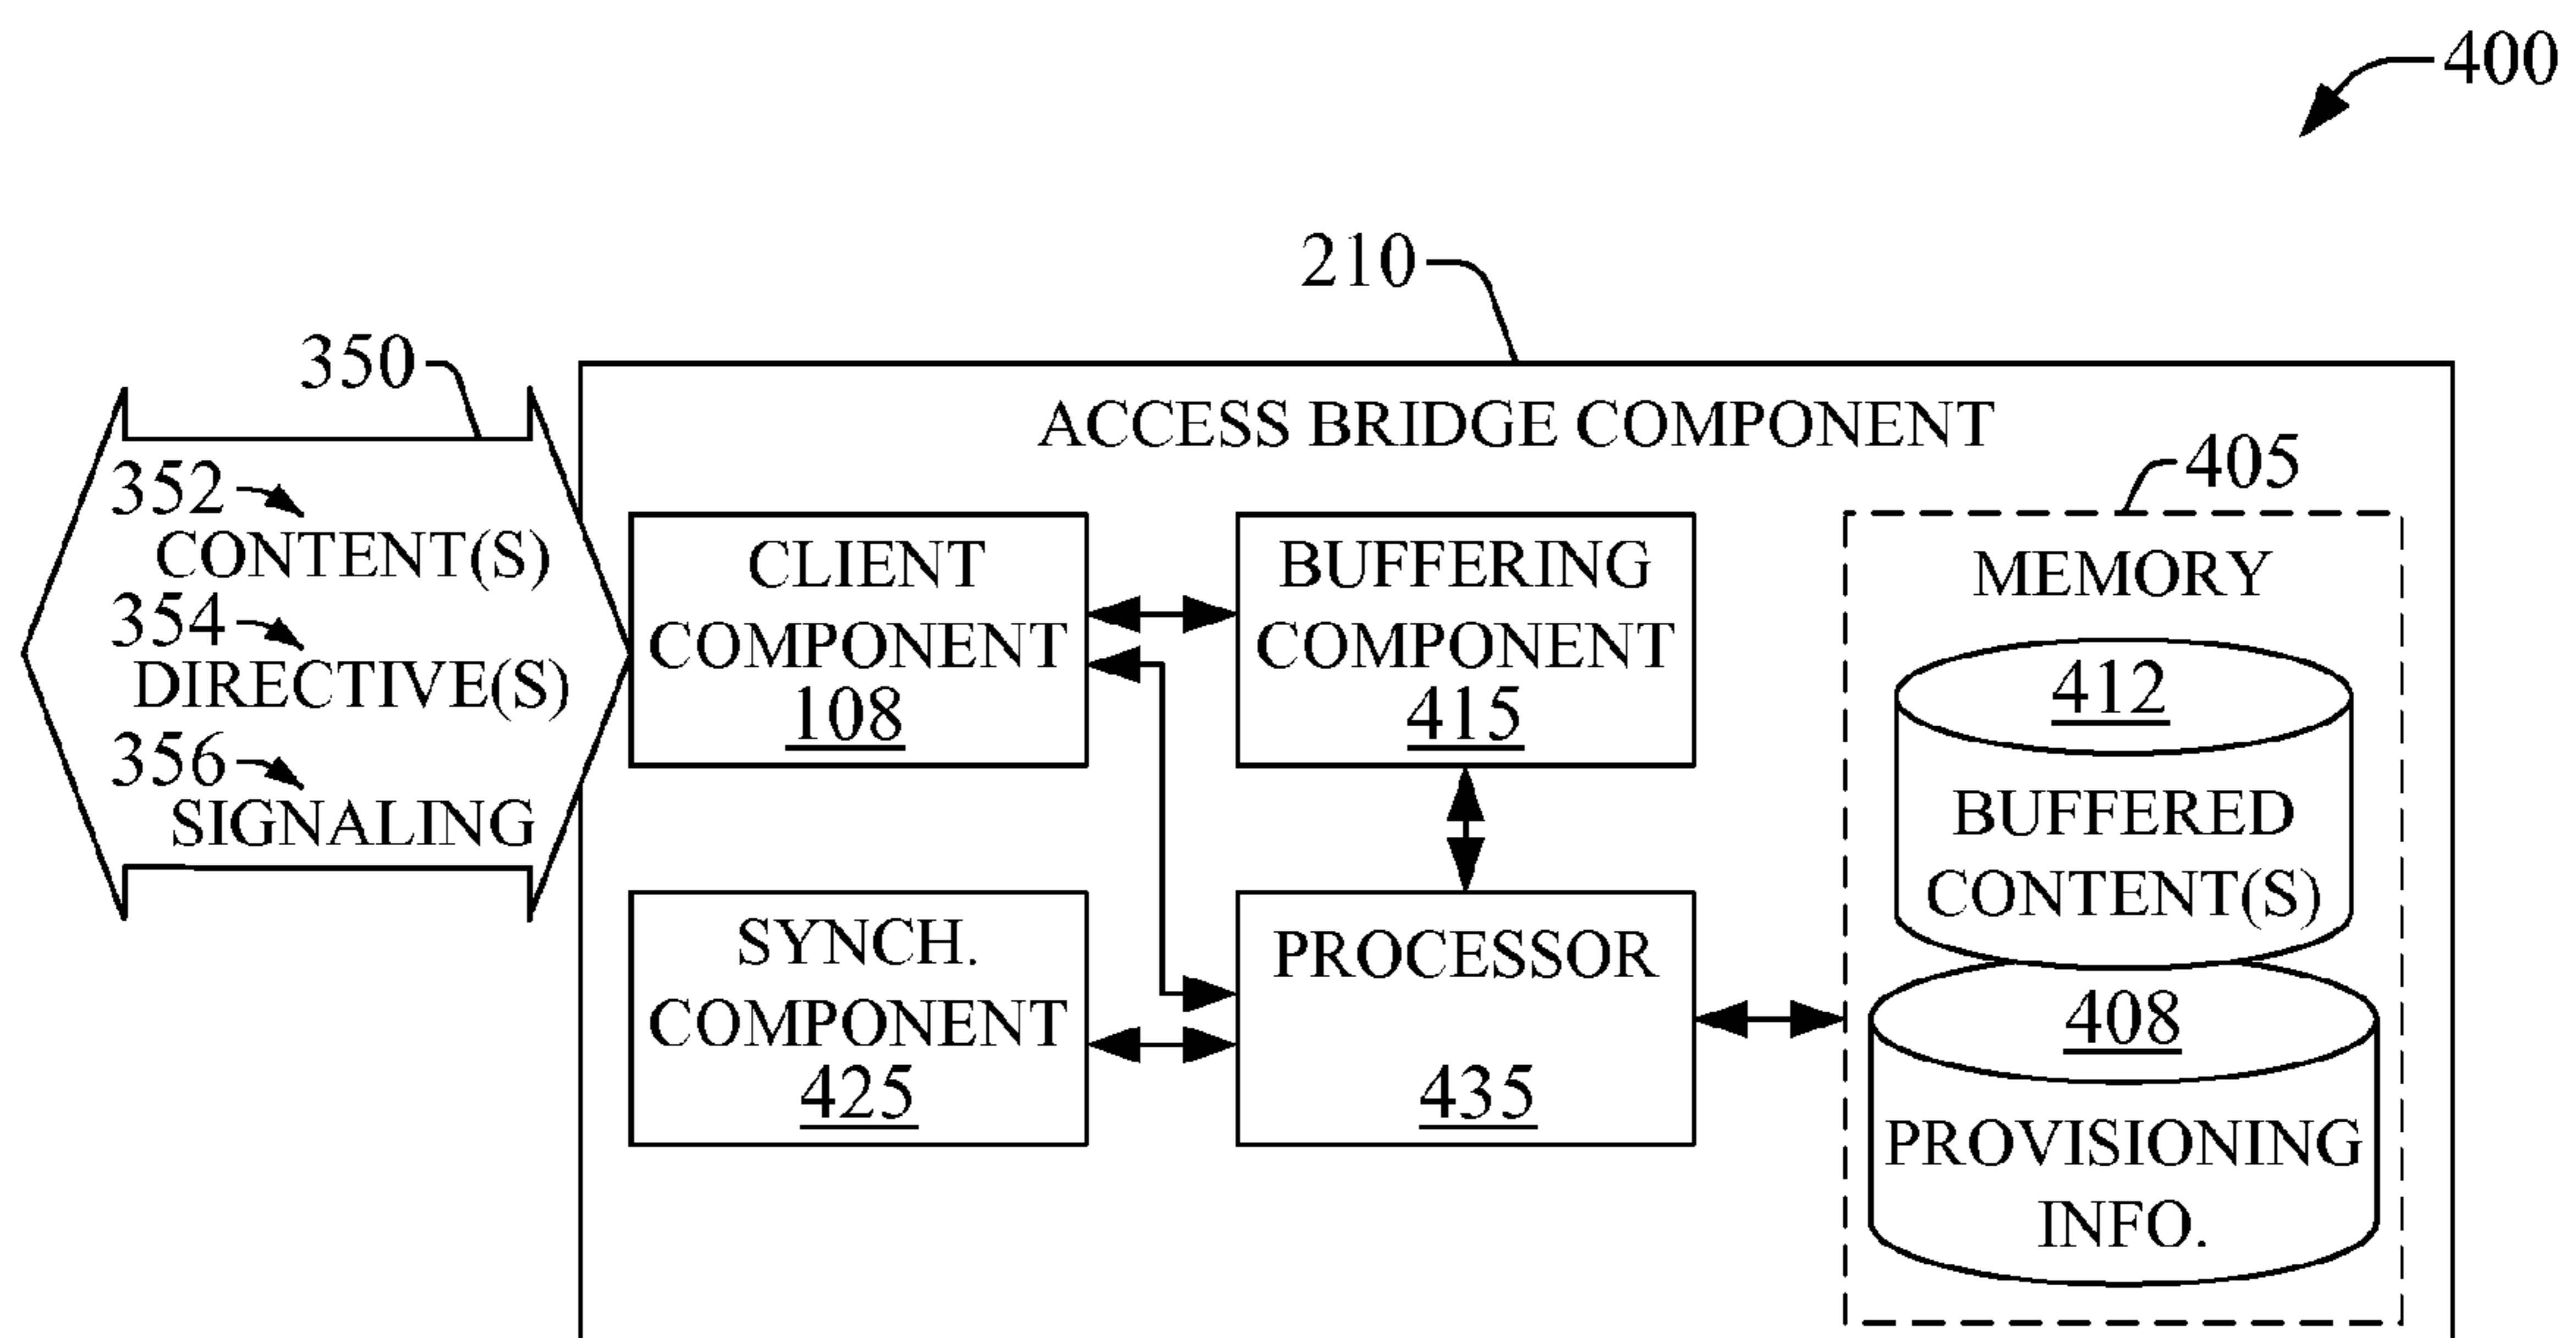 400
210
350
ACCESS BRIDGE COMPONENT
405
352
CONTENT(S)
354
DIRECTIVE(S)
356
SIGNALING
CLIENT
COMPONENT
108
BUFFERING
COMPONENT
415
MEMORY
412
BUFFERED
CONTENT(S)
SYNCH.
COMPONENT
425
PROCESSOR
435
408
PROVISIONING
INFO.